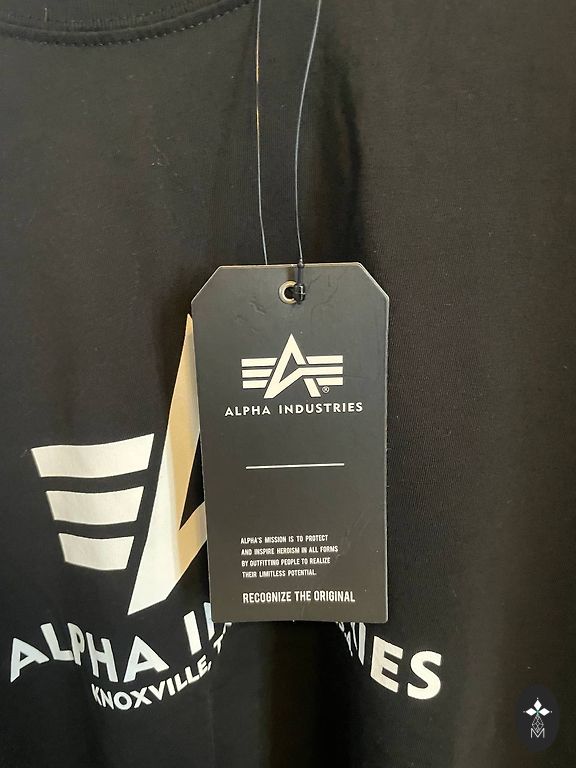 ALPHA INDUSTRIES
ALPHA'S MISSION IS TO PROTECT
AND INSPIRE HEROISM IN ALL FORMS
BY OUTFITTING PEOPLE TO REALIZE
THEIR LIMITLESS POTENTIAL.
RECOGNIZE THE ORIGINAL
ALPHA
KNOXVILLE,